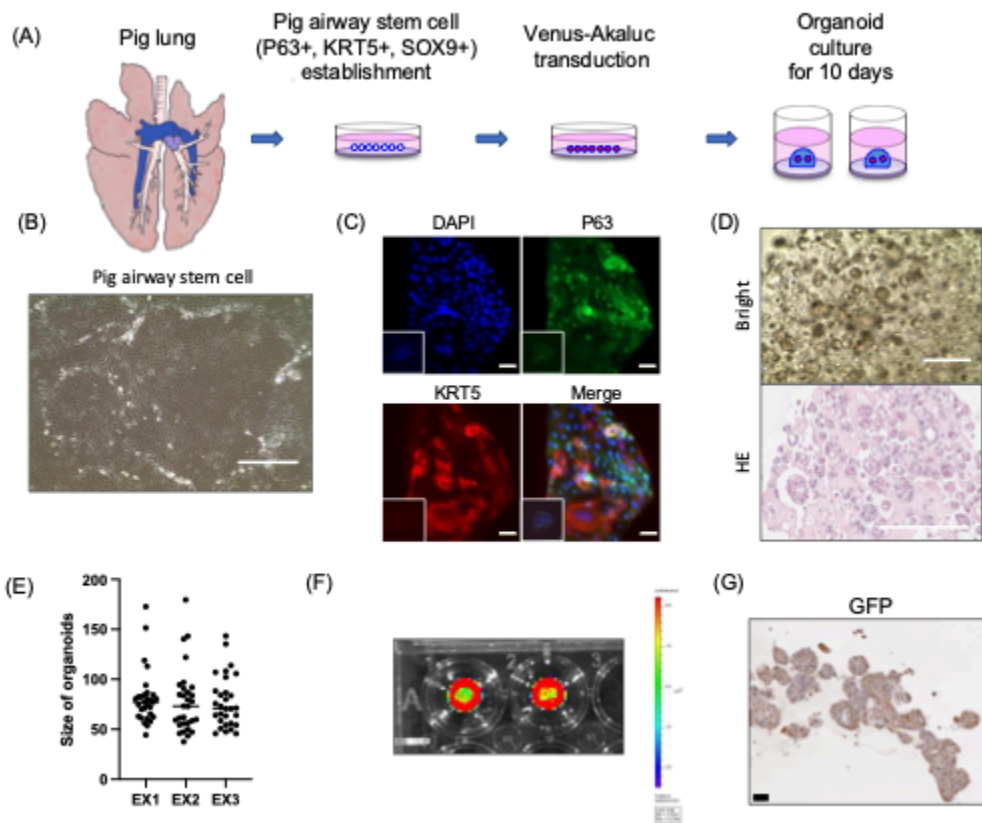 (A)
Pig lung
Pig airway stem cell
(P63+, KRT5+, SOX9+)
establishment
Venus-Akaluc
transduction
Organoid
culture
for 10 days
(B)
Pig airway stem cell
(C)
DAPI
P63
KRT5
Merge
(D)
Bright
HE
(E)
Size of organoids
200
150
100
50
0
EX1
EX2
EX3
(F)
1
2
3
A
(G)
GFP